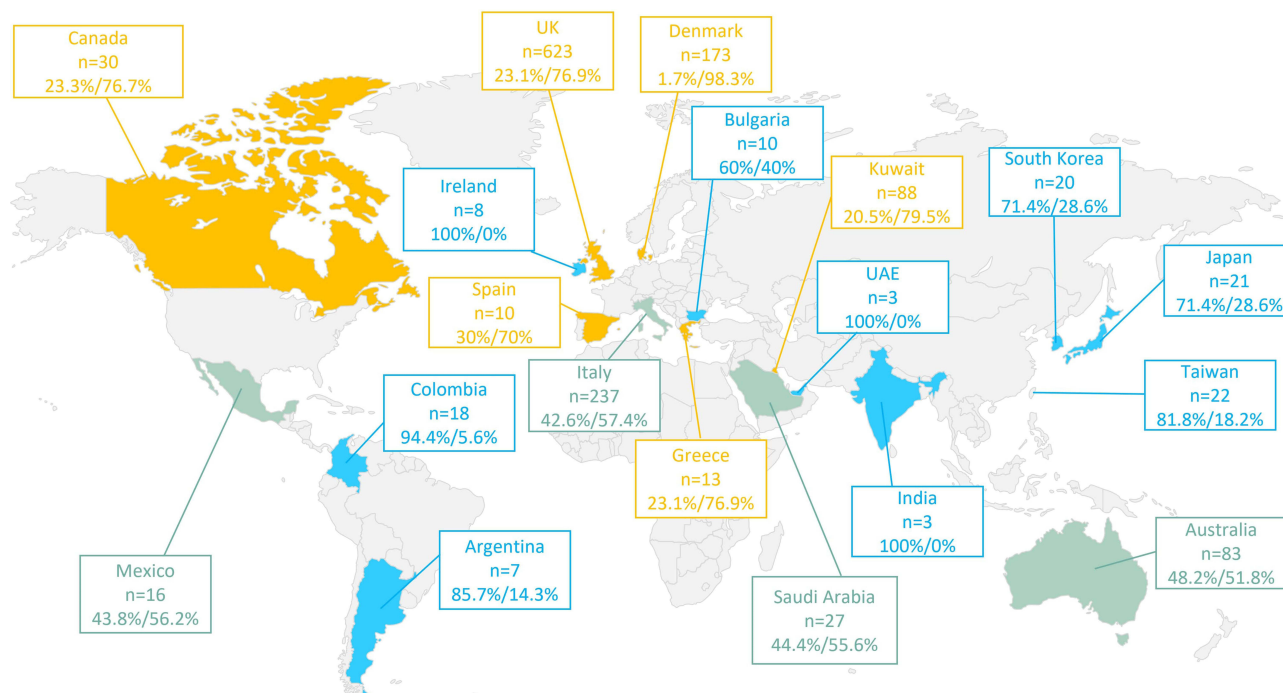 Canada
n=30
23.3%/76.7%
UK
n=623
23.1%/76.9%
Denmark
n=173
1.7%/98.3%
Bulgaria
n=10
60%/40%
Ireland
n=8
100%/0%
Kuwait
n=88
20.5%/79.5%
South Korea
n=20
71.4%/28.6%
Japan
n=21
71.4%/28.6%
UAE
n=3
100%/0%
Spain
n=10
30%/70%
Italy
n=237
42.6%/57.4%
Taiwan
n=22
81.8%/18.2%
Colombia
n=18
94.4%/5.6%
Greece
n=13
23.1%/76.9%
India
n=3
100%/0%
Australia
n=83
48.2%/51.8%
Argentina
n=7
85.7%/14.3%
Mexico
n=16
43.8%/56.2%
Saudi Arabia
n=27
44.4%/55.6%